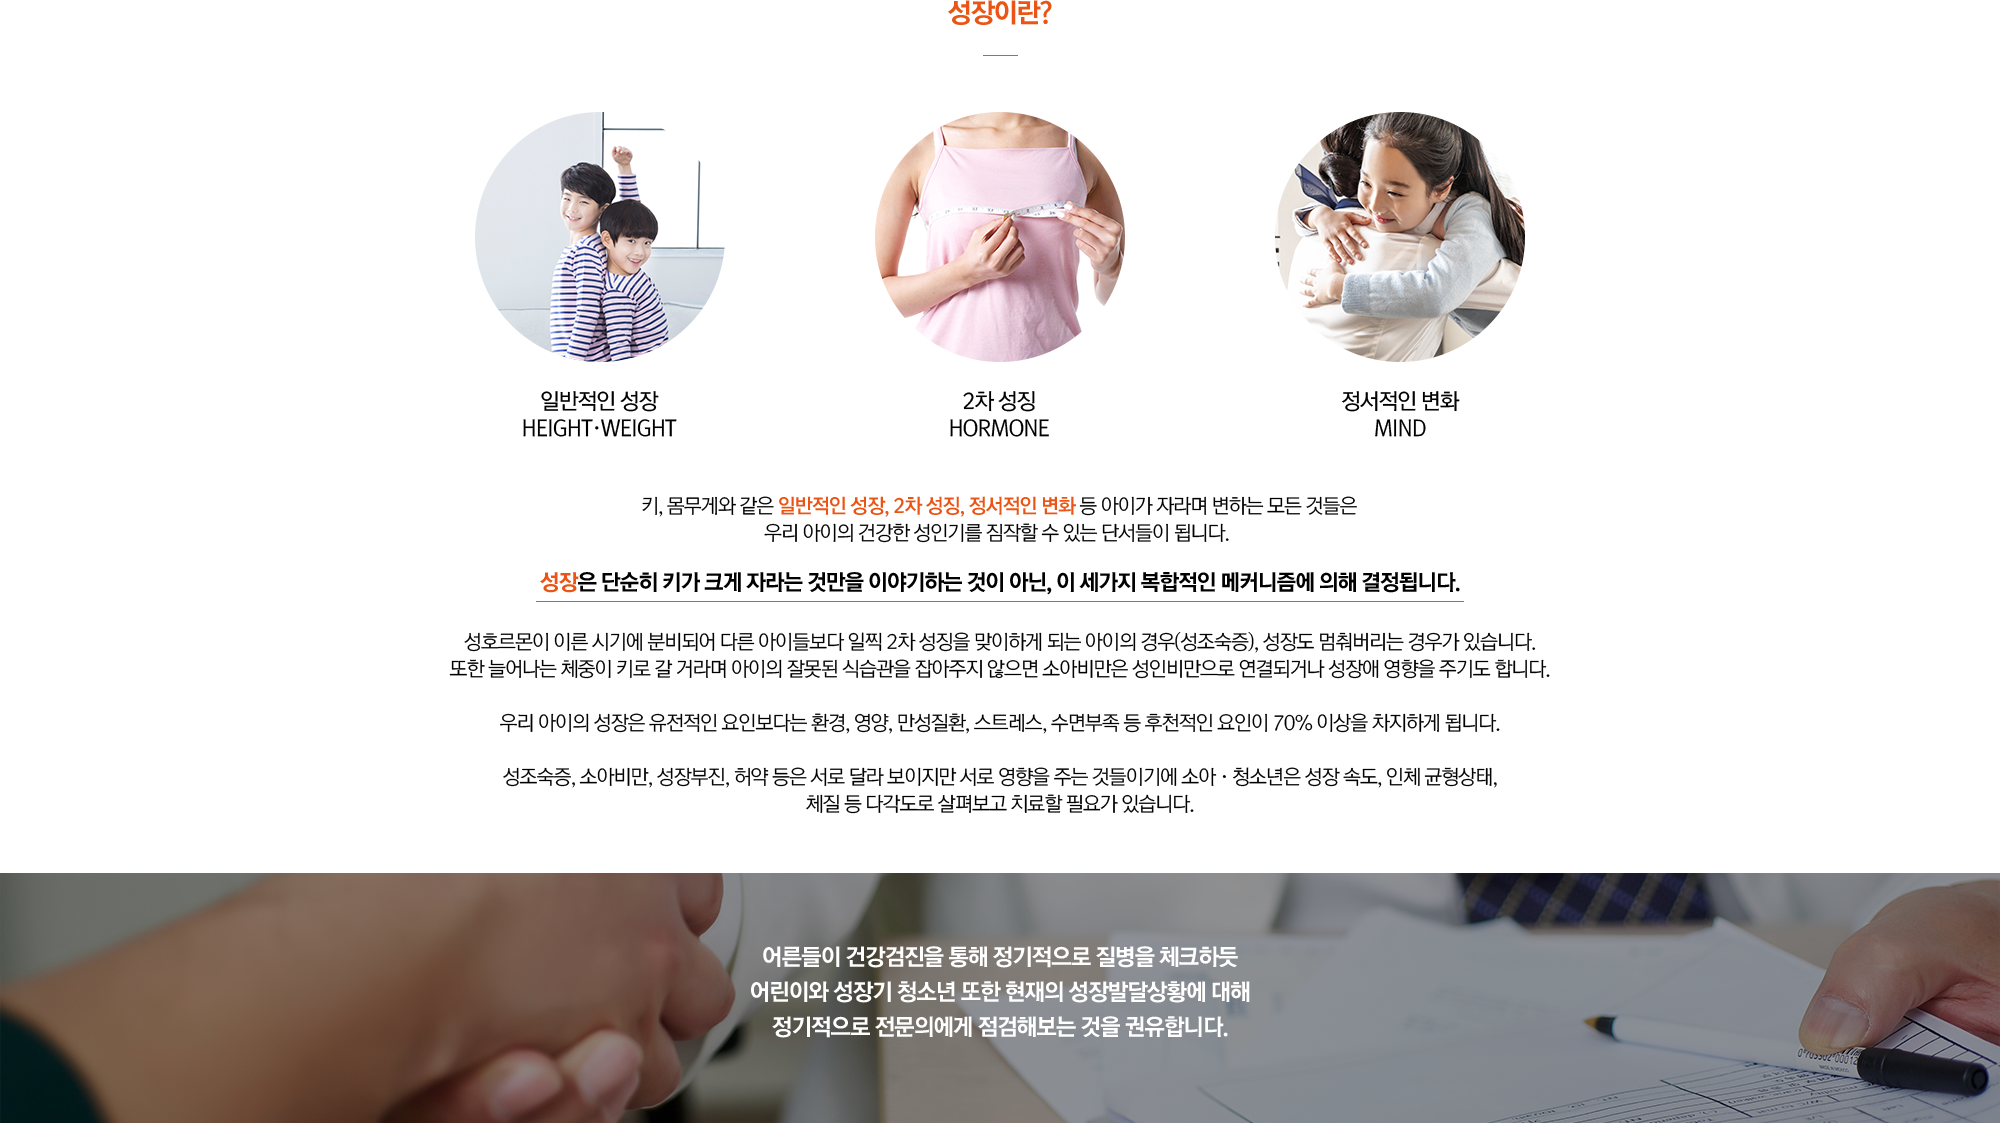 성장이란?
일반적인 성장
HEIGHT·WEIGHT
2차 성징
HORMONE
정서적인 변화
MIND
키, 몸무게와 같은 일반적인 성장, 2차 성징, 정서적인 변화 등 아이가 자라며 변하는 모든 것들은
우리 아이의 건강한 성인기를 짐작할 수 있는 단서들이 됩니다.
성장은 단순히 키가 크게 자라는 것만을 이야기하는 것이 아닌, 이 세가지 복합적인 메커니즘에 의해 결정됩니다.
성호르몬이 이른 시기에 분비되어 다른 아이들보다 일찍 2차 성징을 맞이하게 되는 아이의 경우(성조숙증), 성장도 멈춰버리는 경우가 있습니다.
또한 늘어나는 체중이 키로 갈 거라며 아이의 잘못된 식습관을 잡아주지 않으면 소아비만은 성인비만으로 연결되거나 성장애 영향을 주기도 합니다.
우리 아이의 성장은 유전적인 요인보다는 환경, 영양, 만성질환, 스트레스, 수면부족 등 후천적인 요인이 70% 이상을 차지하게 됩니다.
성조숙증, 소아비만, 성장부진, 허약 등은 서로 달라 보이지만 서로 영향을 주는 것들이기에 소아 · 청소년은 성장 속도, 인체 균형상태,
체질 등 다각도로 살펴보고 치료할 필요가 있습니다.
어른들이 건강검진을 통해 정기적으로 질병을 체크하듯
어린이와 성장기 청소년 또한 현재의 성장발달상황에 대해
정기적으로 전문의에게 점검해보는 것을 권유합니다.